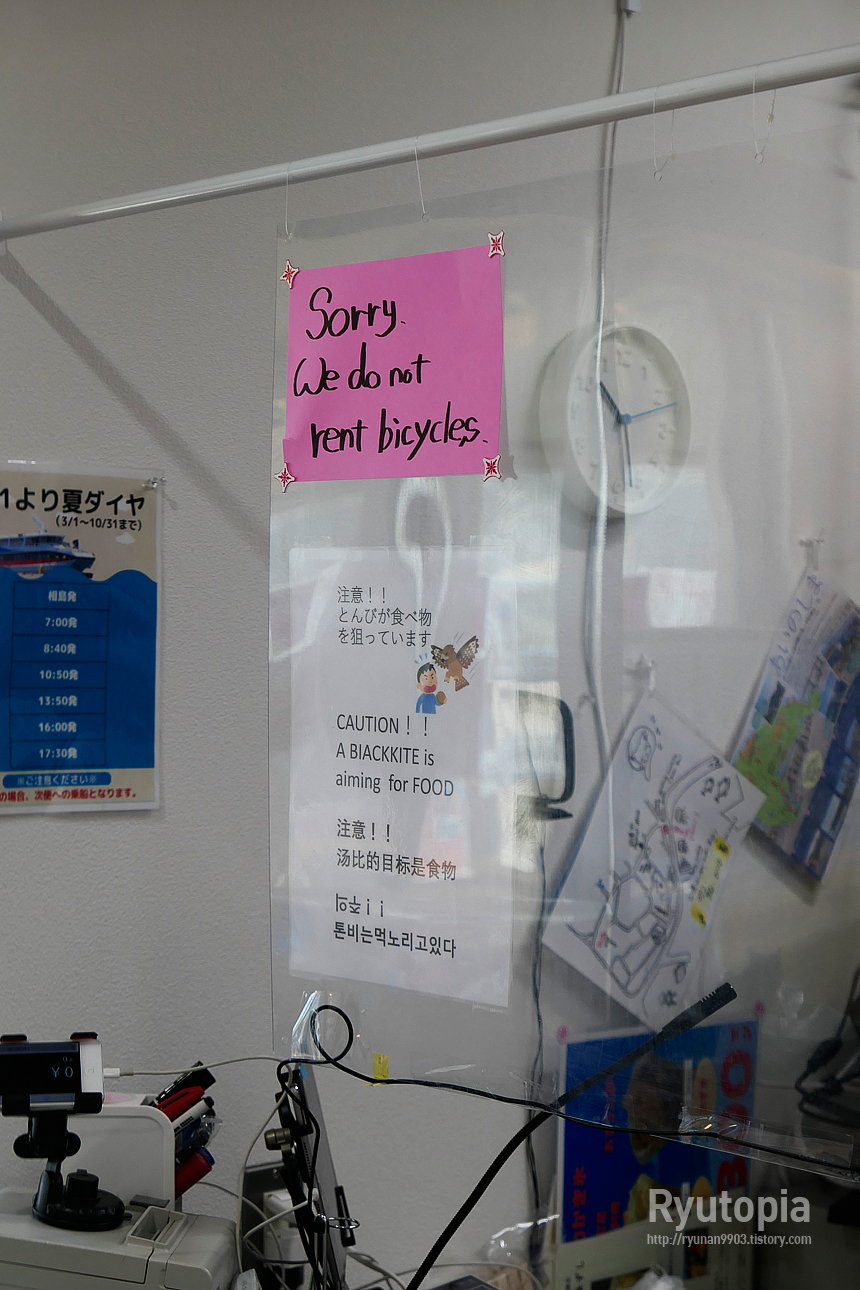 Sorry.
We do not
rent bicycles.
1より夏ダイヤ
(3/1〜10/31まで)
相島発
7:00発
8:40発
10:50発
13:50発
16:00発
17:30発
※ご注意ください※
の場合、次便への乗船となります。
注意！！
とんびが食べ物
を狙っています
CAUTION！！
A BIACKKITE is
aiming for FOOD
注意！！
汤比的目标是食物
톤비는먹노리고있다
あいのしま
Ryutopia
http://ryunan9903.tistory.com